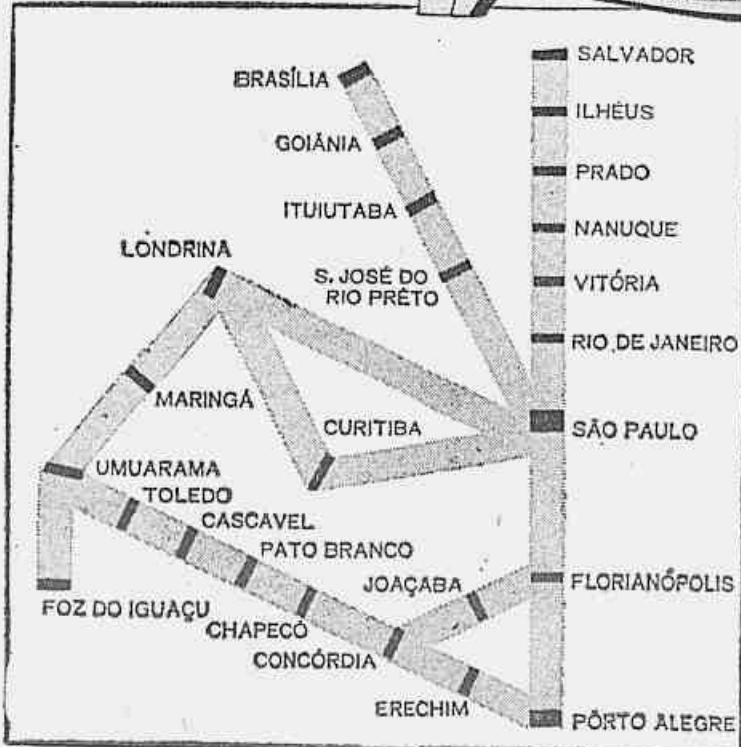 SALVADOR
BRASÍLIA
ILHÉUS
GOIÂNIA
PRADO
ITUIUTABA
NANUQUE
LONDRINA
S. JOSÉ DO
RIO PRÊTO
VITÓRIA
RIO DE JANEIRO
MARINGÁ
CURITIBA
SÃO PAULO
UMUARAMA
TOLEDO
CASCAVEL
PATO BRANCO
JOAÇABA
FLORIANÓPOLIS
FOZ DO IGUAÇU
CHAPECÓ
CONCÓRDIA
ERECHIM
PÔRTO ALEGRE